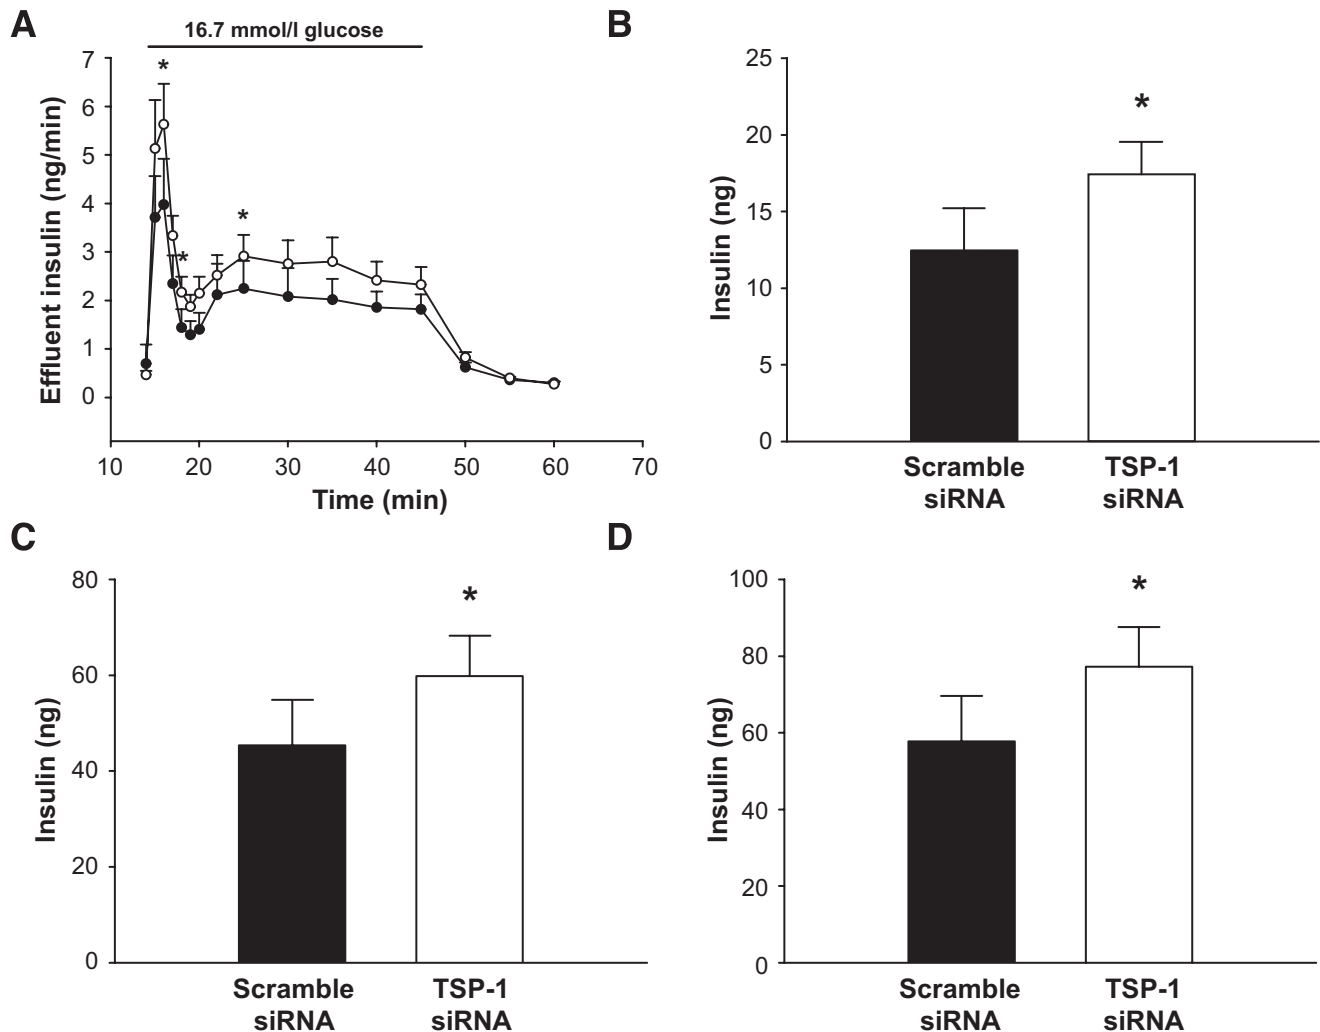 A
16.7 mmol/l glucose
7
6
5
4
3
2
1
0
*
*
*
Effluent insulin (ng/min)
10 20 30 40 50 60 70
Time (min)
B
25
20
15
10
5
0
*
Insulin (ng)
Scramble siRNA
TSP-1 siRNA
C
80
60
40
20
0
*
Insulin (ng)
Scramble siRNA
TSP-1 siRNA
D
100
80
60
40
20
0
*
Insulin (ng)
Scramble siRNA
TSP-1 siRNA